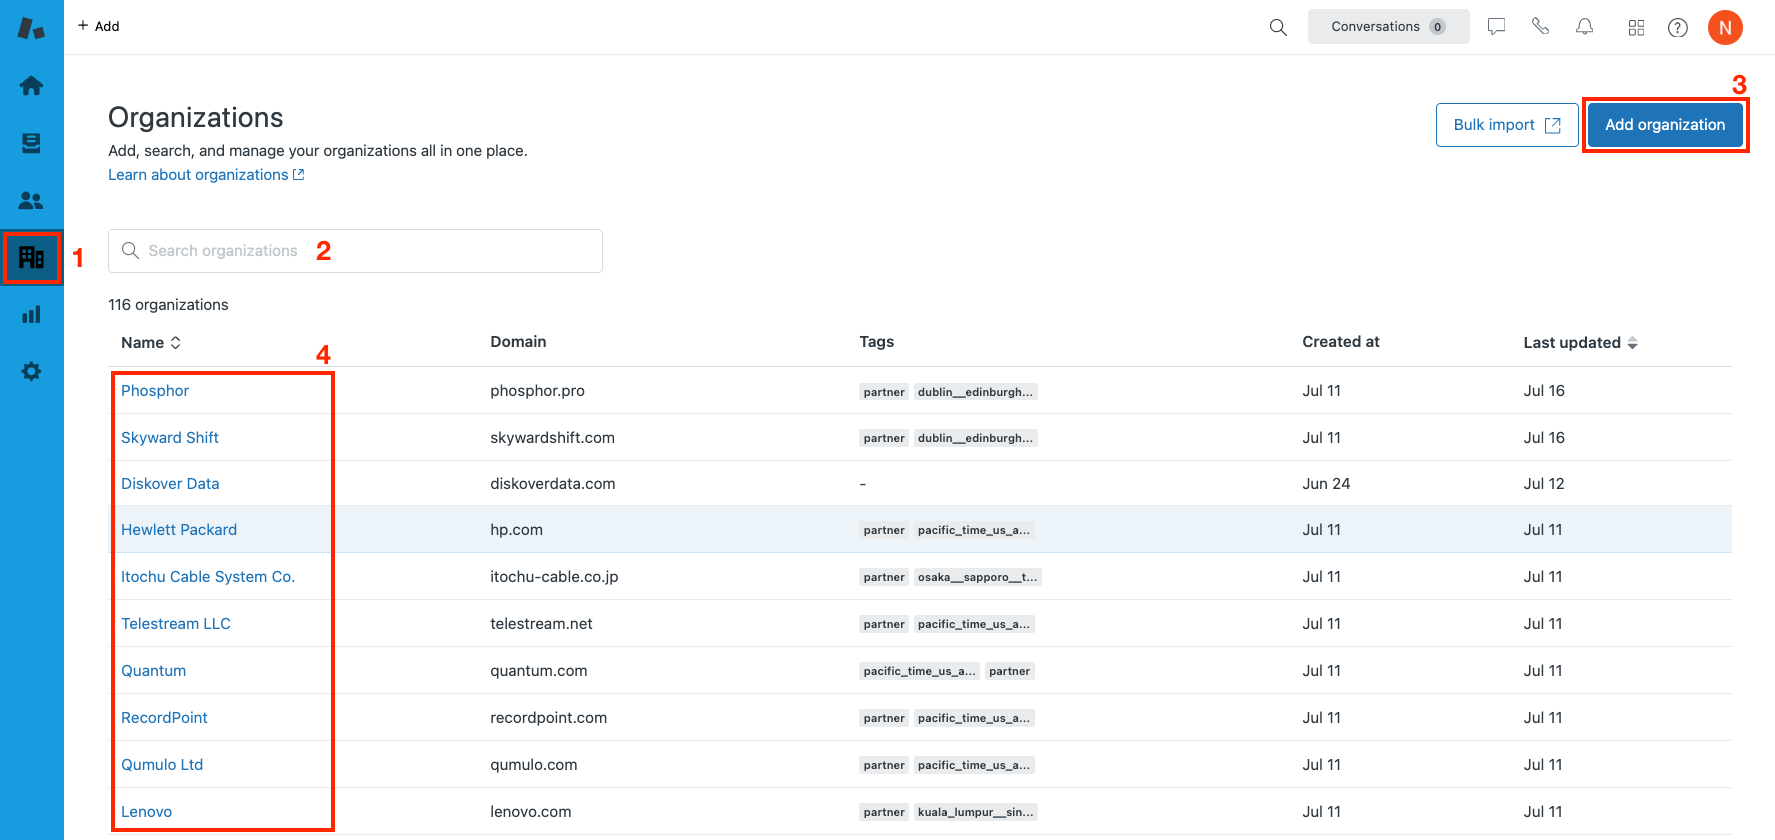 + Add
Conversations 0
N
3
Organizations
Bulk import
Add organization
Add, search, and manage your organizations all in one place.
Learn about organizations
1
Search organizations 2
116 organizations
Name Domain Tags Created at Last updated
4
Phosphor phosphor.pro partner dublin__edinburgh... Jul 11 Jul 16
Skyward Shift skywardshift.com partner dublin__edinburgh... Jul 11 Jul 16
Diskover Data diskoverdata.com - Jun 24 Jul 12
Hewlett Packard hp.com partner pacific_time_us_a... Jul 11 Jul 11
Itochu Cable System Co. itochu-cable.co.jp partner osaka__sapporo__t... Jul 11 Jul 11
Telestream LLC telestream.net partner pacific_time_us_a... Jul 11 Jul 11
Quantum quantum.com pacific_time_us_a... partner Jul 11 Jul 11
RecordPoint recordpoint.com partner pacific_time_us_a... Jul 11 Jul 11
Qumulo Ltd qumulo.com partner pacific_time_us_a... Jul 11 Jul 11
Lenovo lenovo.com partner kuala_lumpur__sin... Jul 11 Jul 11